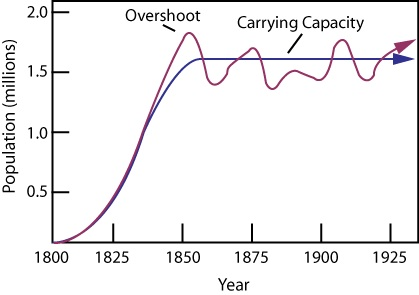 2.0
Overshoot
Carrying Capacity
1.5
1.0
0.5
Population (millions)
1800
1825
1850
1875
1900
1925
Year